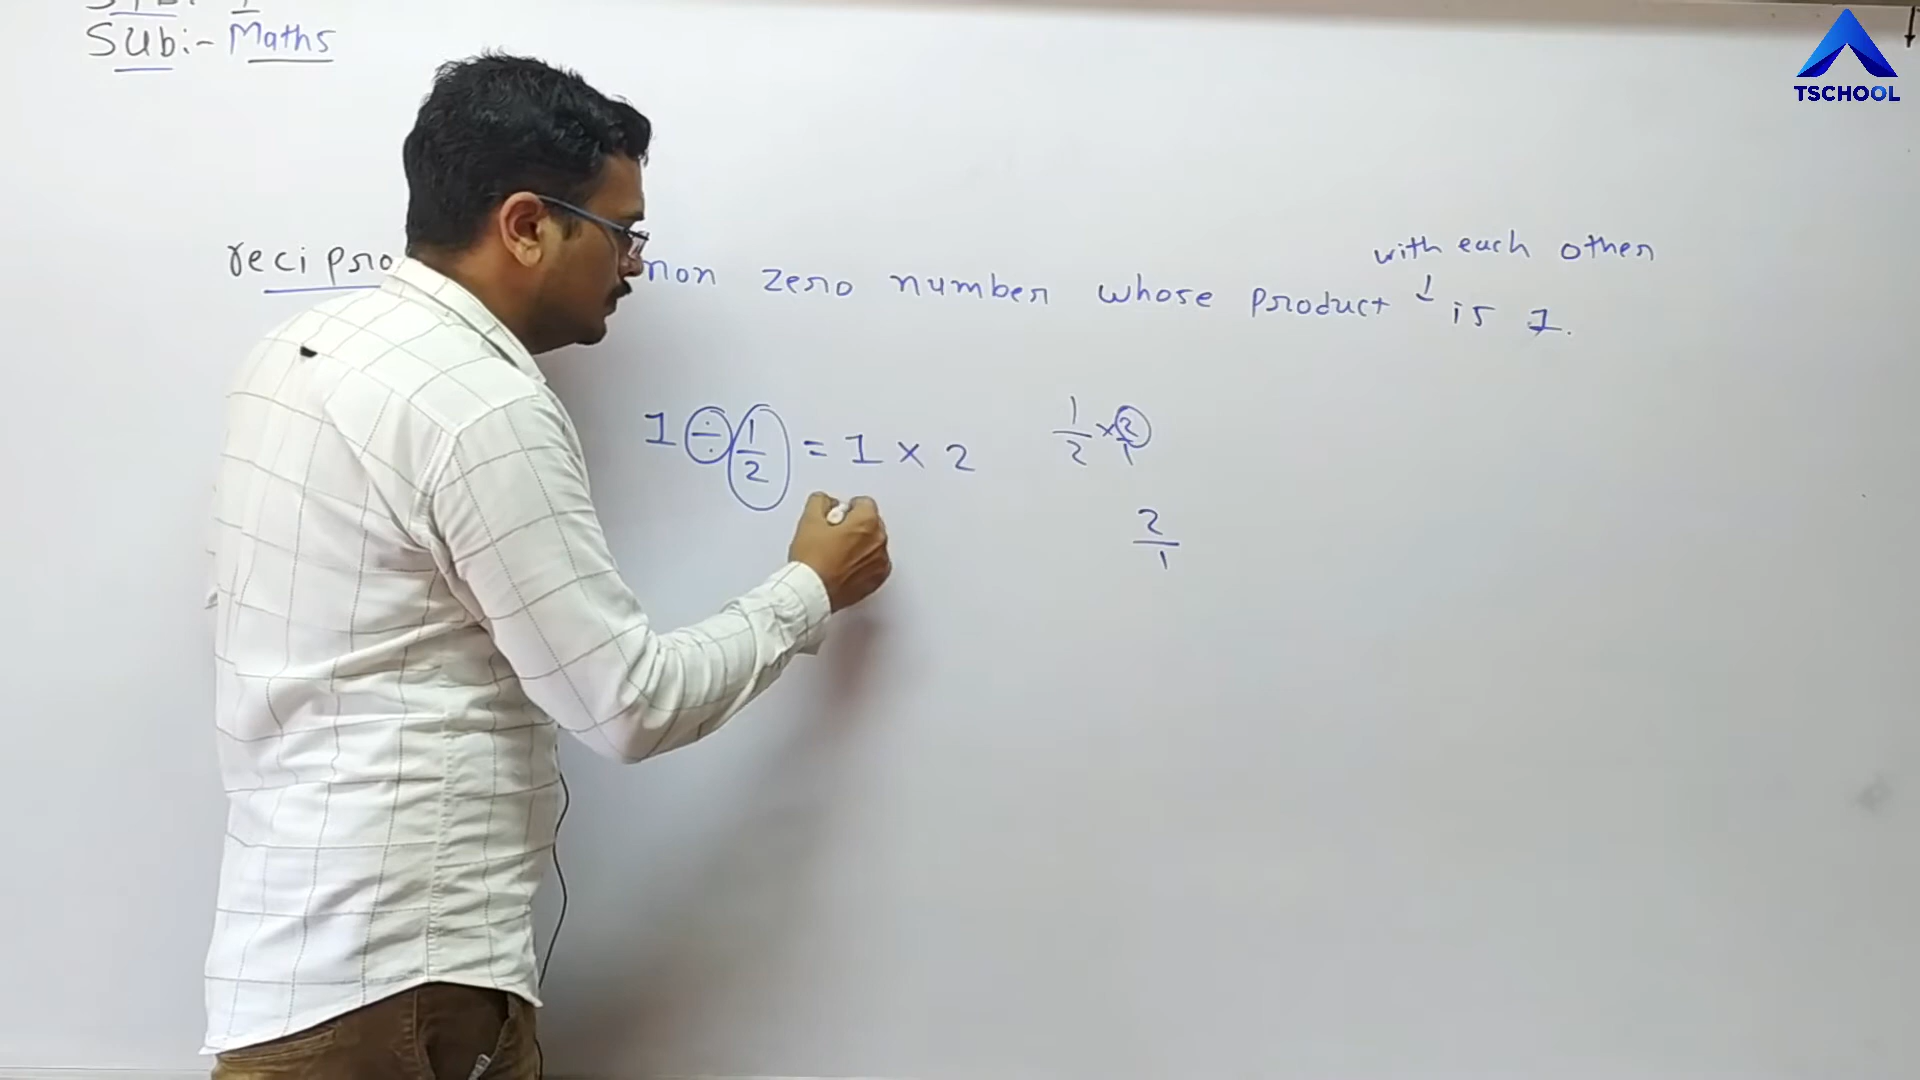 Sub:- Maths
TSCHOOL
with each other
recipro non zero number whose product ↓ is 1.
1 ÷ 1/2 = 1 × 2
1/2 × 2/1
2/1